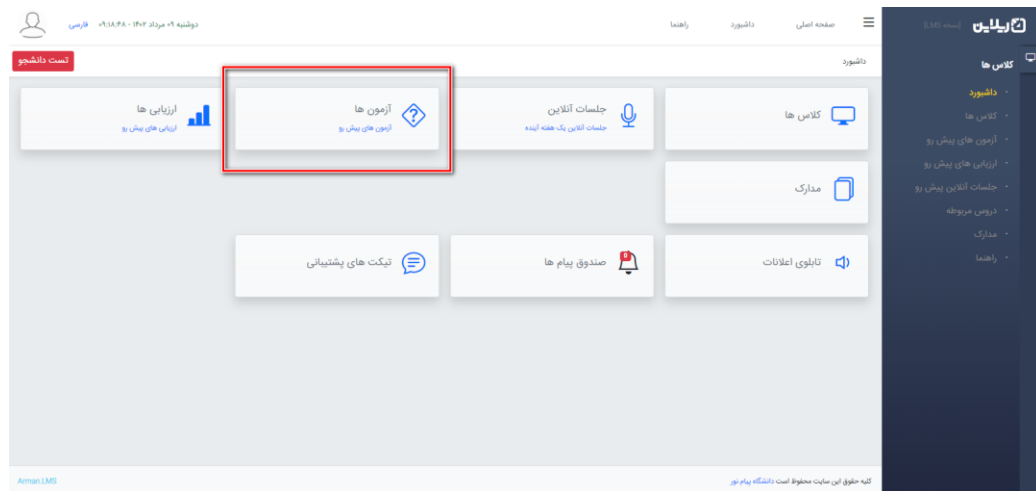 آریلاین (نسخه LMS)
صفحه اصلی داشبورد راهنما
دوشنبه ۰۹ مرداد ۱۴۰۲ - ۰۹:۱۸:۴۸ فارسی
کلاس ها
داشبورد
کلاس ها
آزمون های پیش رو
ارزیابی های پیش رو
جلسات آنلاین پیش رو
دروس مربوطه
مدارک
راهنما
داشبورد
تست دانشجو
کلاس ها
جلسات آنلاین
جلسات آنلاین یک هفته آینده
آزمون ها
آزمون های پیش رو
ارزیابی ها
ارزیابی های پیش رو
مدارک
تابلوی اعلانات
صندوق پیام ها
0
تیکت های پشتیبانی
کلیه حقوق این سایت محفوظ است دانشگاه پیام نور
Arman.LMS